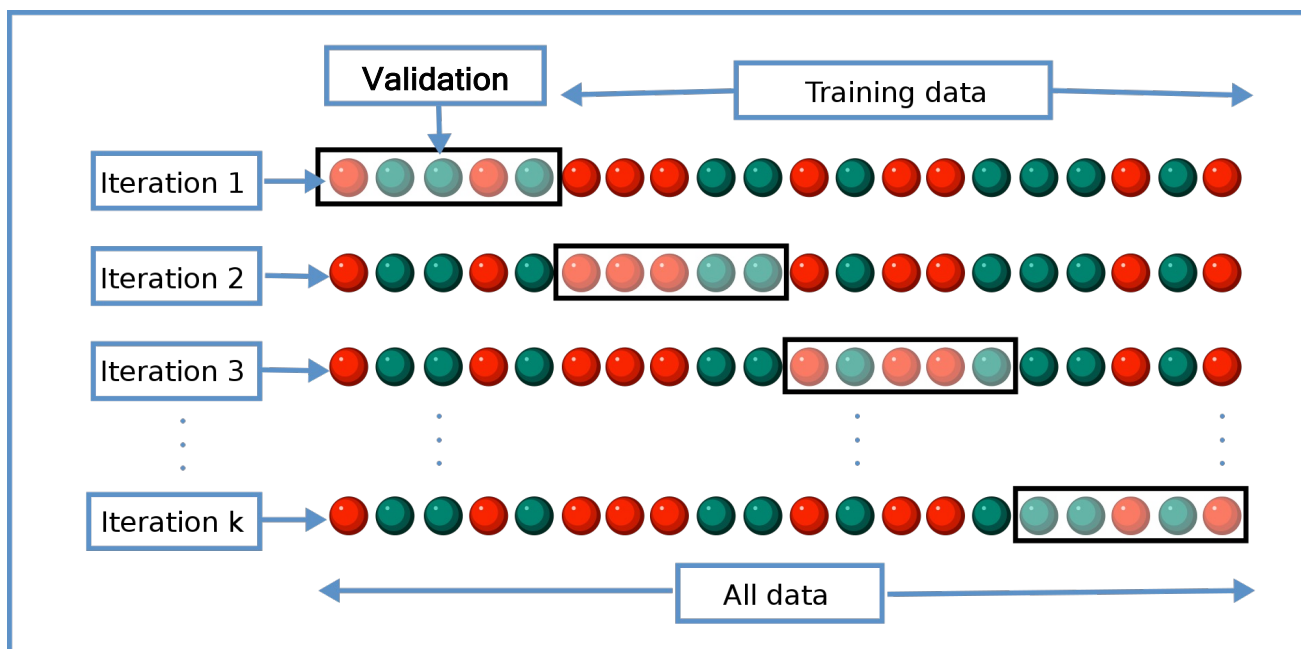 Validation
Training data
Iteration 1
Iteration 2
Iteration 3
Iteration k
All data